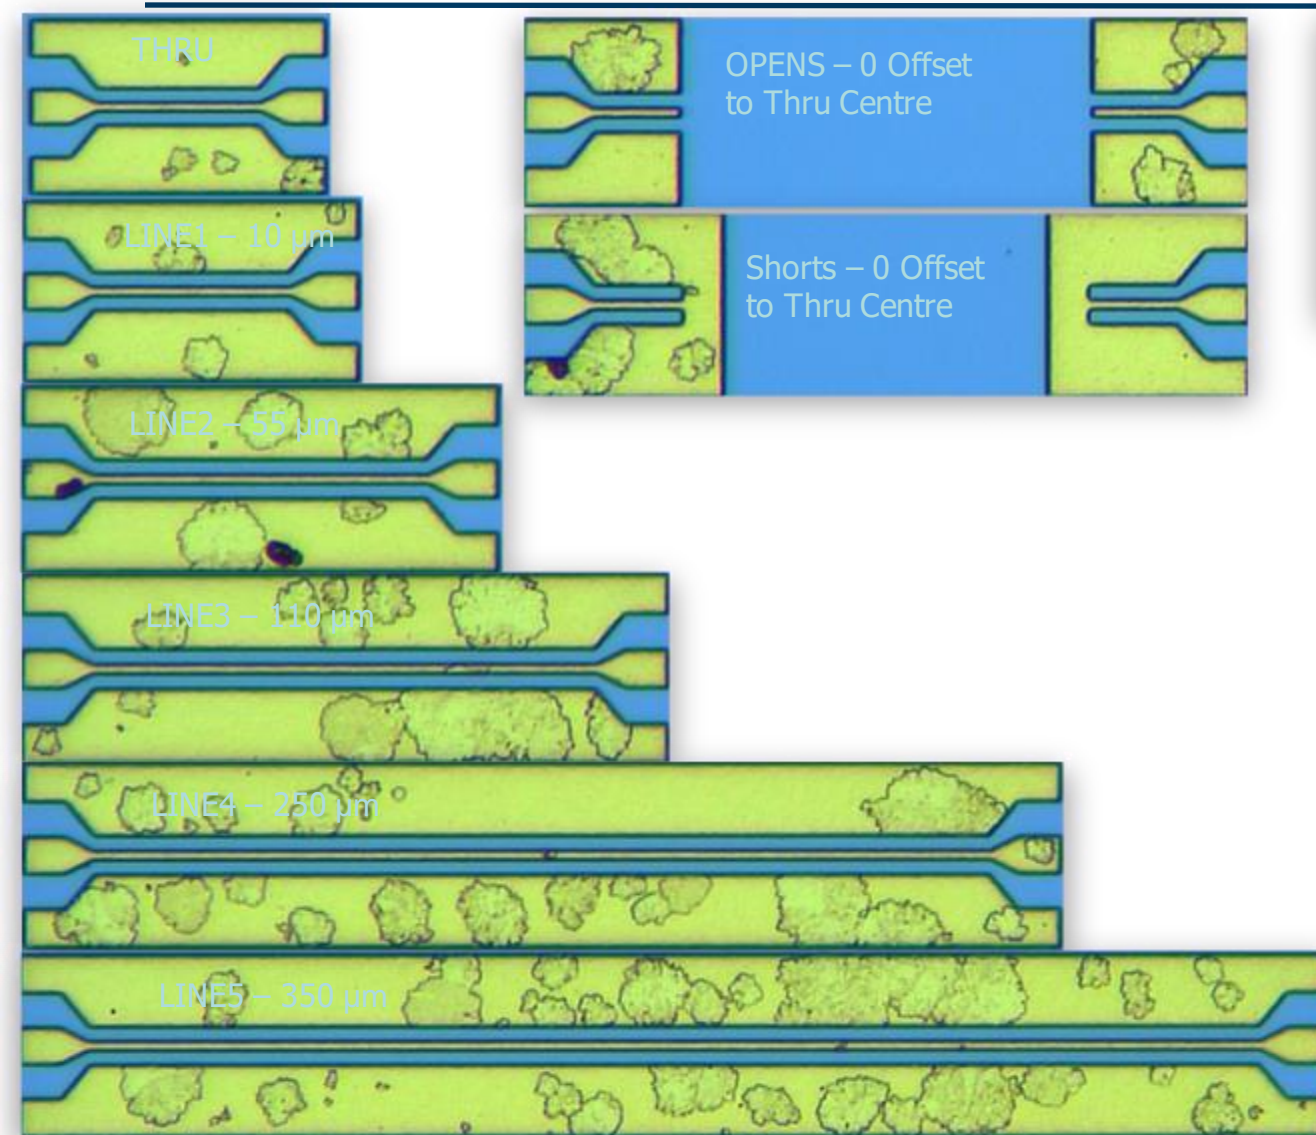 THRU
LINE1 – 10 µm
LINE2 – 55 µm
LINE3 – 110 µm
LINE4 – 250 µm
LINE5 – 350 µm
OPENS – 0 Offset
to Thru Centre
Shorts – 0 Offset
to Thru Centre